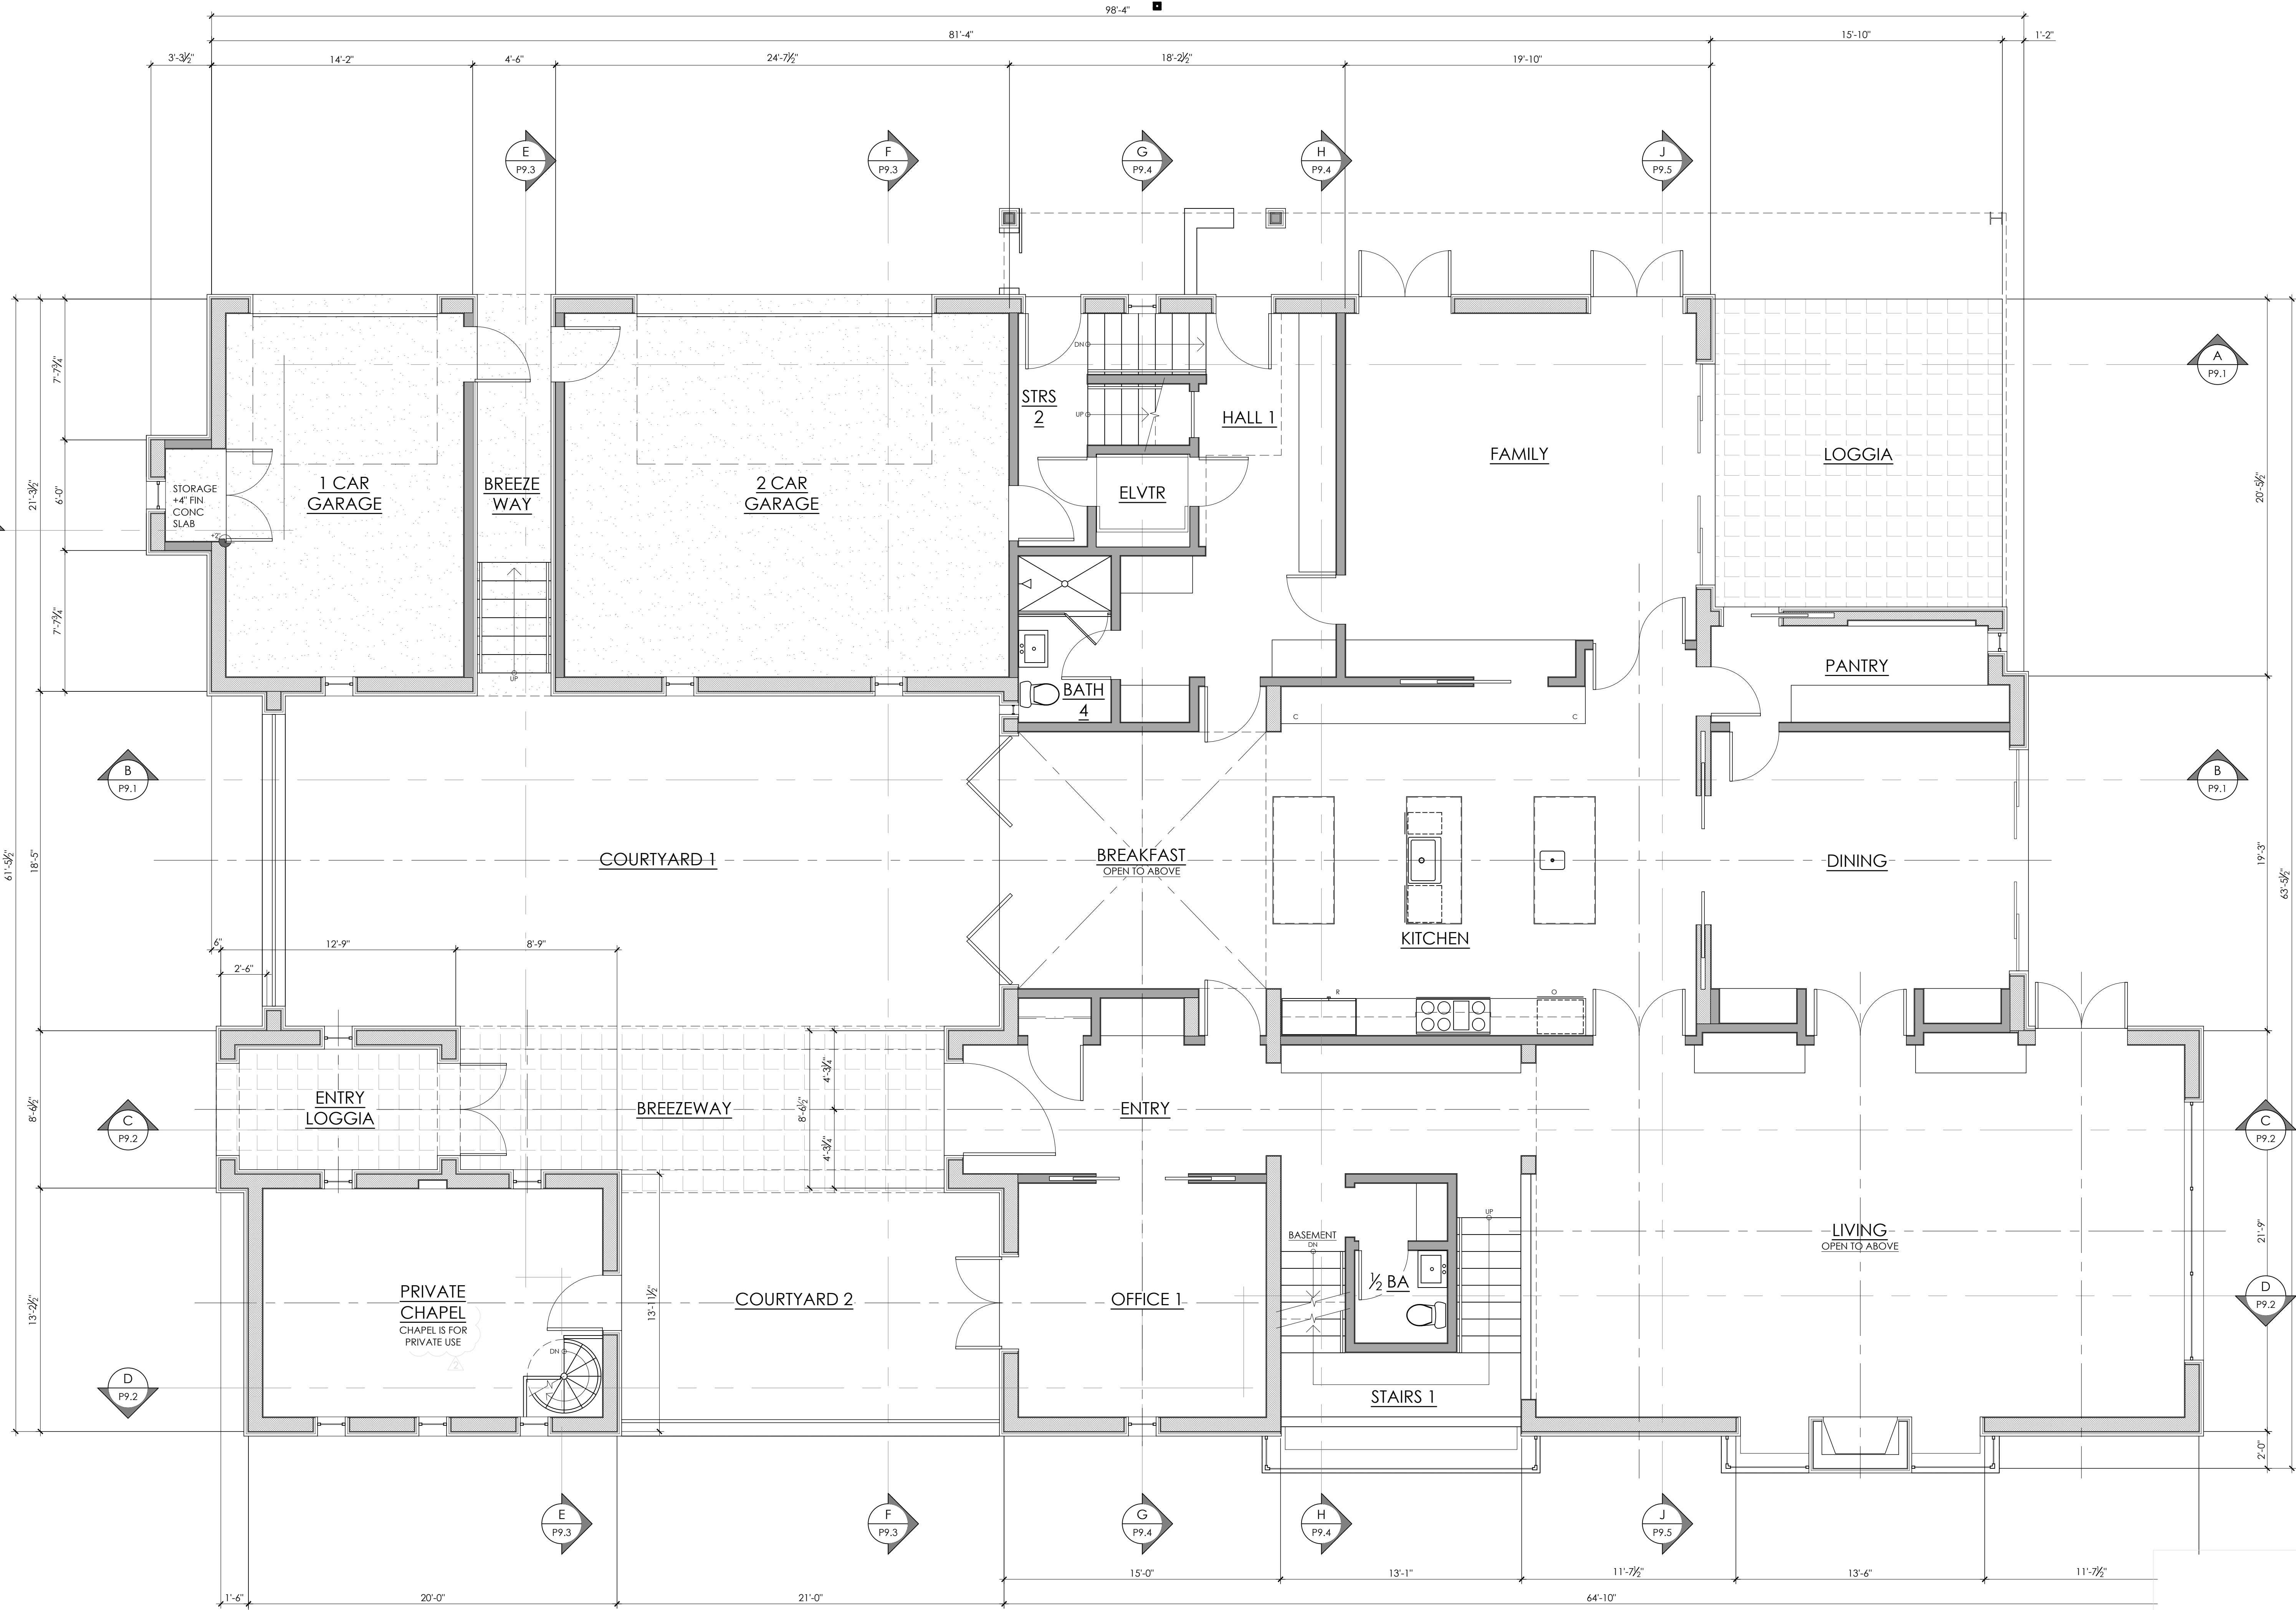 98'-4"
81'-4"
15'-10"
1'-2"
3'-3½"
14'-2"
4'-6"
24'-7½"
18'-2½"
19'-10"
E
P9.3
F
P9.3
G
P9.4
H
P9.4
J
P9.5
A
P9.1
7'-7¾"
21'-3½"
6'-0"
7'-7¾"
20'-5½"
DN
UP
STRS
2
HALL 1
FAMILY
LOGGIA
STORAGE
+4" FIN
CONC
SLAB
+2"
1 CAR
GARAGE
BREEZE
WAY
2 CAR
GARAGE
ELVTR
UP
BATH
4
PANTRY
C
C
B
P9.1
B
P9.1
COURTYARD 1
BREAKFAST
OPEN TO ABOVE
DINING
KITCHEN
61'-5½"
18'-5"
19'-3"
63'-5½"
6"
12'-9"
8'-9"
2'-6"
R
O
8'-6½"
4'-3¼"
8'-6½"
4'-3¼"
ENTRY
LOGGIA
BREEZEWAY
ENTRY
C
P9.2
C
P9.2
LIVING
OPEN TO ABOVE
BASEMENT
DN
UP
½ BA
21'-9"
13'-2½"
PRIVATE
CHAPEL
CHAPEL IS FOR
PRIVATE USE
2
DN
13'-11½"
COURTYARD 2
OFFICE 1
STAIRS 1
D
P9.2
D
P9.2
2'-0"
E
P9.3
F
P9.3
G
P9.4
H
P9.4
J
P9.5
15'-0"
13'-1"
11'-7½"
13'-6"
11'-7½"
1'-6"
20'-0"
21'-0"
64'-10"